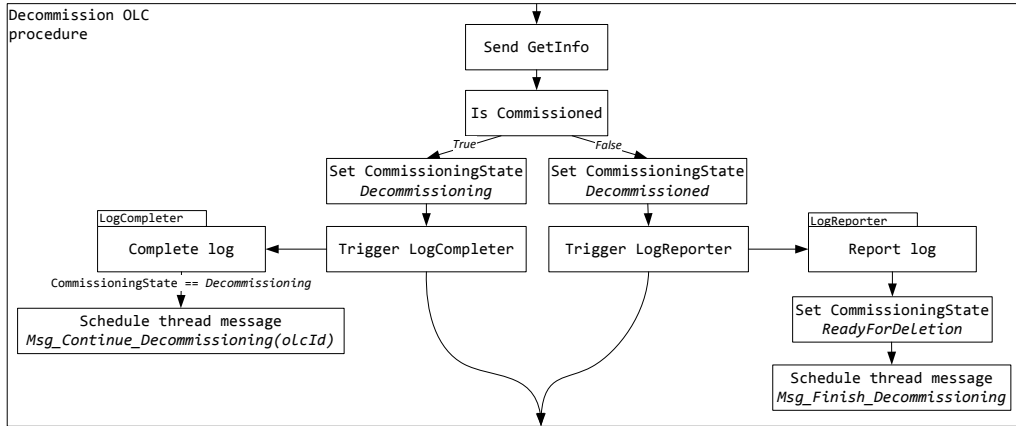 Decommission OLC
procedure
Send GetInfo
Is Commissioned
True
False
Set CommissioningState
Decommissioning
Set CommissioningState
Decommissioned
LogCompleter
Complete log
Trigger LogCompleter
Trigger LogReporter
LogReporter
Report log
CommissioningState == Decommissioning
Schedule thread message
Msg_Continue_Decommissioning(olcId)
Set CommissioningState
ReadyForDeletion
Schedule thread message
Msg_Finish_Decommissioning